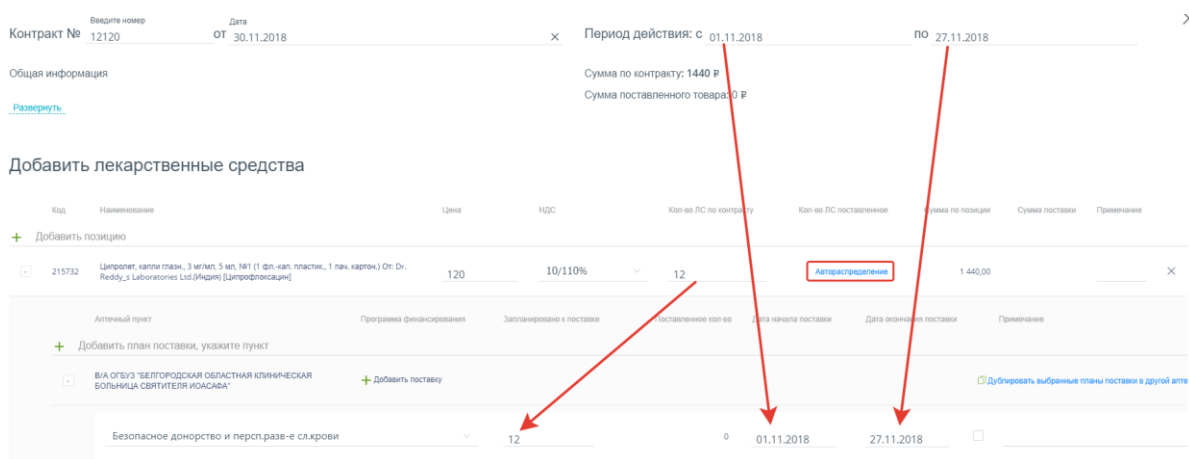 Введите номер
Дата
Контракт № 12120 от 30.11.2018 × Период действия: с 01.11.2018 по 27.11.2018
Общая информация
Сумма по контракту: 1440 ₽
Сумма поставленного товара: 0 ₽
Развернуть
Добавить лекарственные средства
Код Наименование Цена НДС Кол-во ЛС по контракту Кол-во ЛС поставленное Сумма по позиции Сумма поставки Примечание
+ Добавить позицию
215732 Ципролет, капли глазн., 3 мг/мл, 5 мл, №1 (1 фл.-кап. пластик., 1 пач. картон.) От: Dr. Reddy_s Laboratories Ltd.(Индия) [Ципрофлоксацин] 120 10/110% 12 Автораспределение 1 440,00 ×
Аптечный пункт Программа финансирования Запланировано к поставке Поставленное кол-во Дата начала поставки Дата окончания поставки Примечание
+ Добавить план поставки, укажите пункт
В/А ОГБУЗ "БЕЛГОРОДСКАЯ ОБЛАСТНАЯ КЛИНИЧЕСКАЯ БОЛЬНИЦА СВЯТИТЕЛЯ ИОАСАФА" + Добавить поставку Дублировать выбранные планы поставки в другой апте
Безопасное донорство и персп.разв-е сл.крови 12 0 01.11.2018 27.11.2018